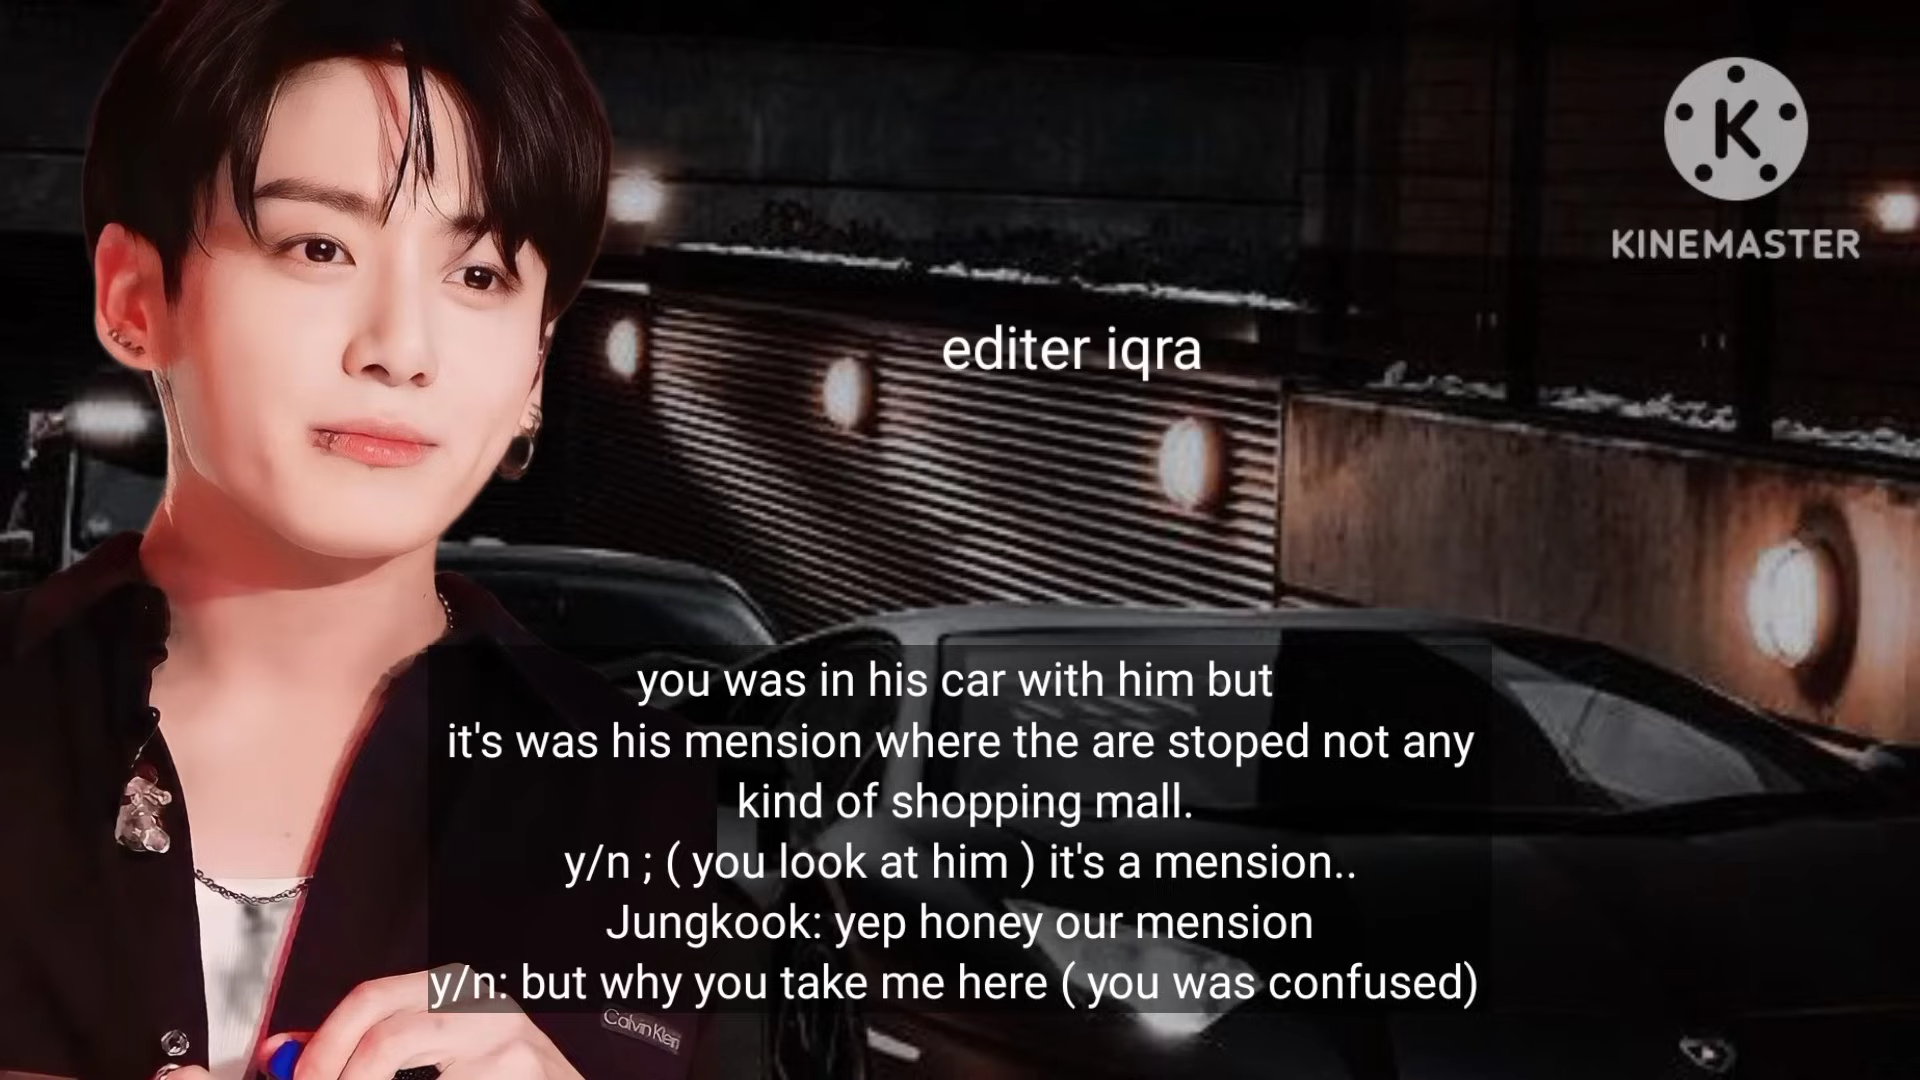 KINEMASTER
editer iqra
you was in his car with him but
it's was his mension where the are stoped not any
kind of shopping mall.
y/n ; ( you look at him ) it's a mension..
Jungkook: yep honey our mension
y/n: but why you take me here ( you was confused)
Calvin Klein